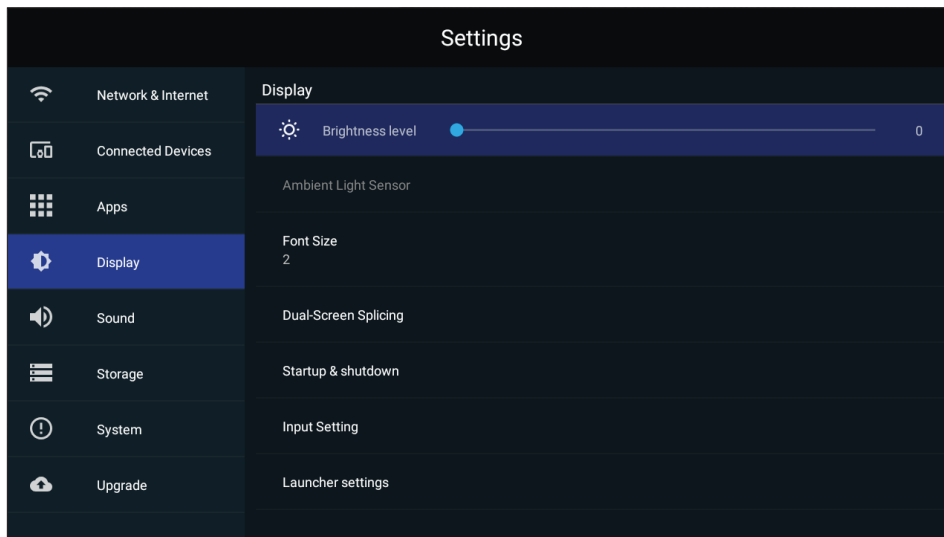 Settings
Network & Internet
Connected Devices
Apps
Display
Sound
Storage
System
Upgrade
Display
Brightness level 0
Ambient Light Sensor
Font Size
2
Dual-Screen Splicing
Startup & shutdown
Input Setting
Launcher settings